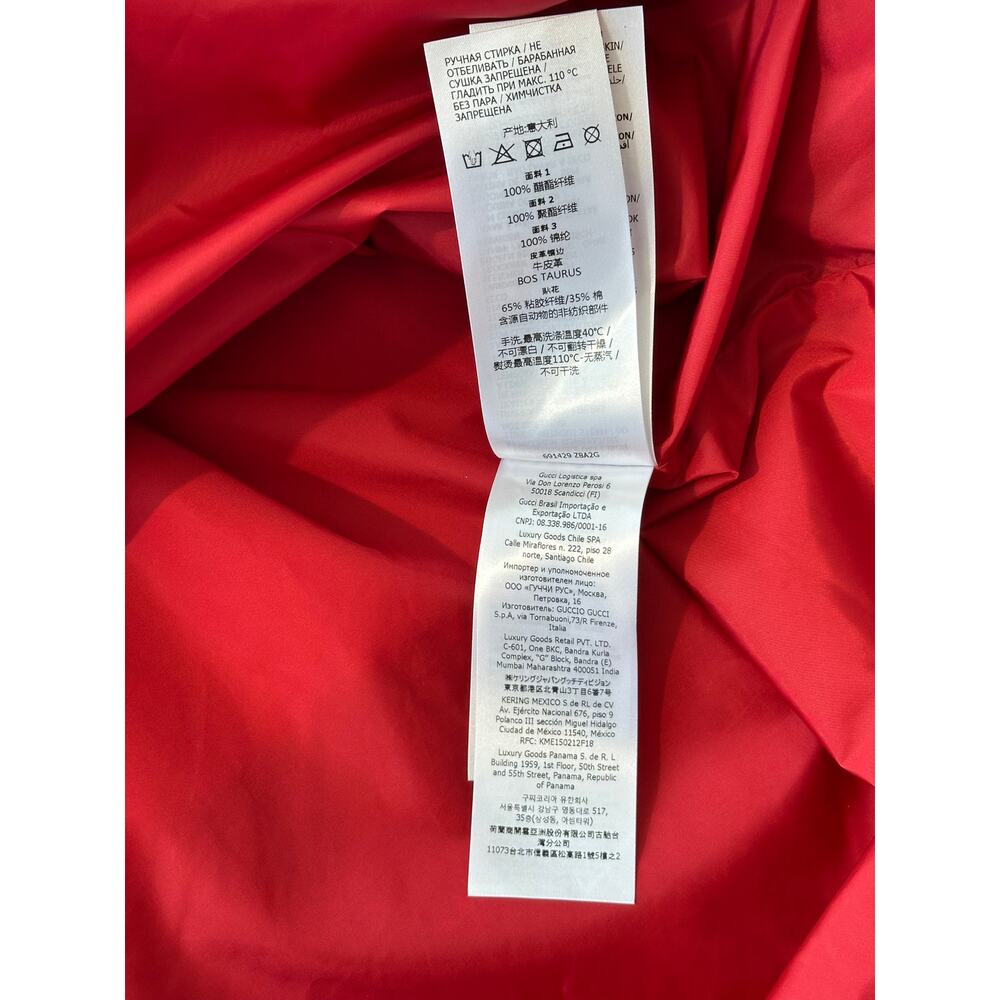 РУЧНАЯ СТИРКА / НЕ
ОТБЕЛИВАТЬ / БАРАБАННАЯ
СУШКА ЗАПРЕЩЕНА /
ГЛАДИТЬ ПРИ МАКС. 110 °C
БЕЗ ПАРА / ХИМЧИСТКА
ЗАПРЕЩЕНА
产地:意大利
面料 1
100% 醋酯纤维
面料 2
100% 聚酯纤维
面料 3
100% 锦纶
皮革镶边
牛皮革
BOS TAURUS
贴花
65% 粘胶纤维/35% 棉
含源自动物的非纺织部件
手洗,最高洗涤温度40°C /
不可漂白 / 不可翻转干燥 /
熨烫最高温度110°C-无蒸汽 /
不可干洗
691429 Z8A2G
Gucci Logistica spa
Via Don Lorenzo Perosi 6
50018 Scandicci (FI)
Gucci Brasil Importação e
Exportação LTDA
CNPJ: 08.338.986/0001-16
Luxury Goods Chile SPA
Calle Miraflores n. 222, piso 28
norte, Santiago Chile
Импортер и уполномоченное
изготовителем лицо:
ООО «ГУЧЧИ РУС», Москва,
Петровка, 16
Изготовитель: GUCCIO GUCCI
S.p.A, via Tornabuoni,73/R Firenze,
Italia
Luxury Goods Retail PVT. LTD.
C-601, One BKC, Bandra Kurla
Complex, "G" Block, Bandra (E)
Mumbai Maharashtra 400051 India
㈱ケリングジャパングッチディビジョン
東京都港区北青山3丁目6番7号
KERING MEXICO S de RL de CV
Av. Ejército Nacional 676, piso 9
Polanco III sección Miguel Hidalgo
Ciudad de México 11540, México
RFC: KME150212F18
Luxury Goods Panama S. de R. L
Building 1959, 1st Floor, 50th Street
and 55th Street, Panama, Republic
of Panama
구찌코리아 유한회사
서울특별시 강남구 영동대로 517,
35층(삼성동, 아셈타워)
荷蘭商開雲亞洲股份有限公司古馳台
灣分公司
11073台北市信義區松高路1號5樓之2